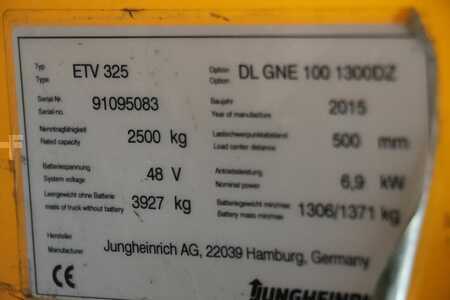 Typ ETV 325 Option DL GNE 100 1300DZ
Type Option
Serial-Nr. 91095083 Baujahr 2015
Serial-no. Year of manufacture
Nenntragfähigkeit 2500 kg Lastschwerpunktabstand 500 mm
Rated capacity Load center distance
Batteriespannung 48 V Antriebsleistung 6,9 kW
System voltage Nominal power
Leergewicht ohne Batterie 3927 kg Batteriegewicht min/max 1306/1371 kg
mass of truck without battery Battery mass min/max
Hersteller
Manufacturer Jungheinrich AG, 22039 Hamburg, Germany
CE JUNGHEINRI